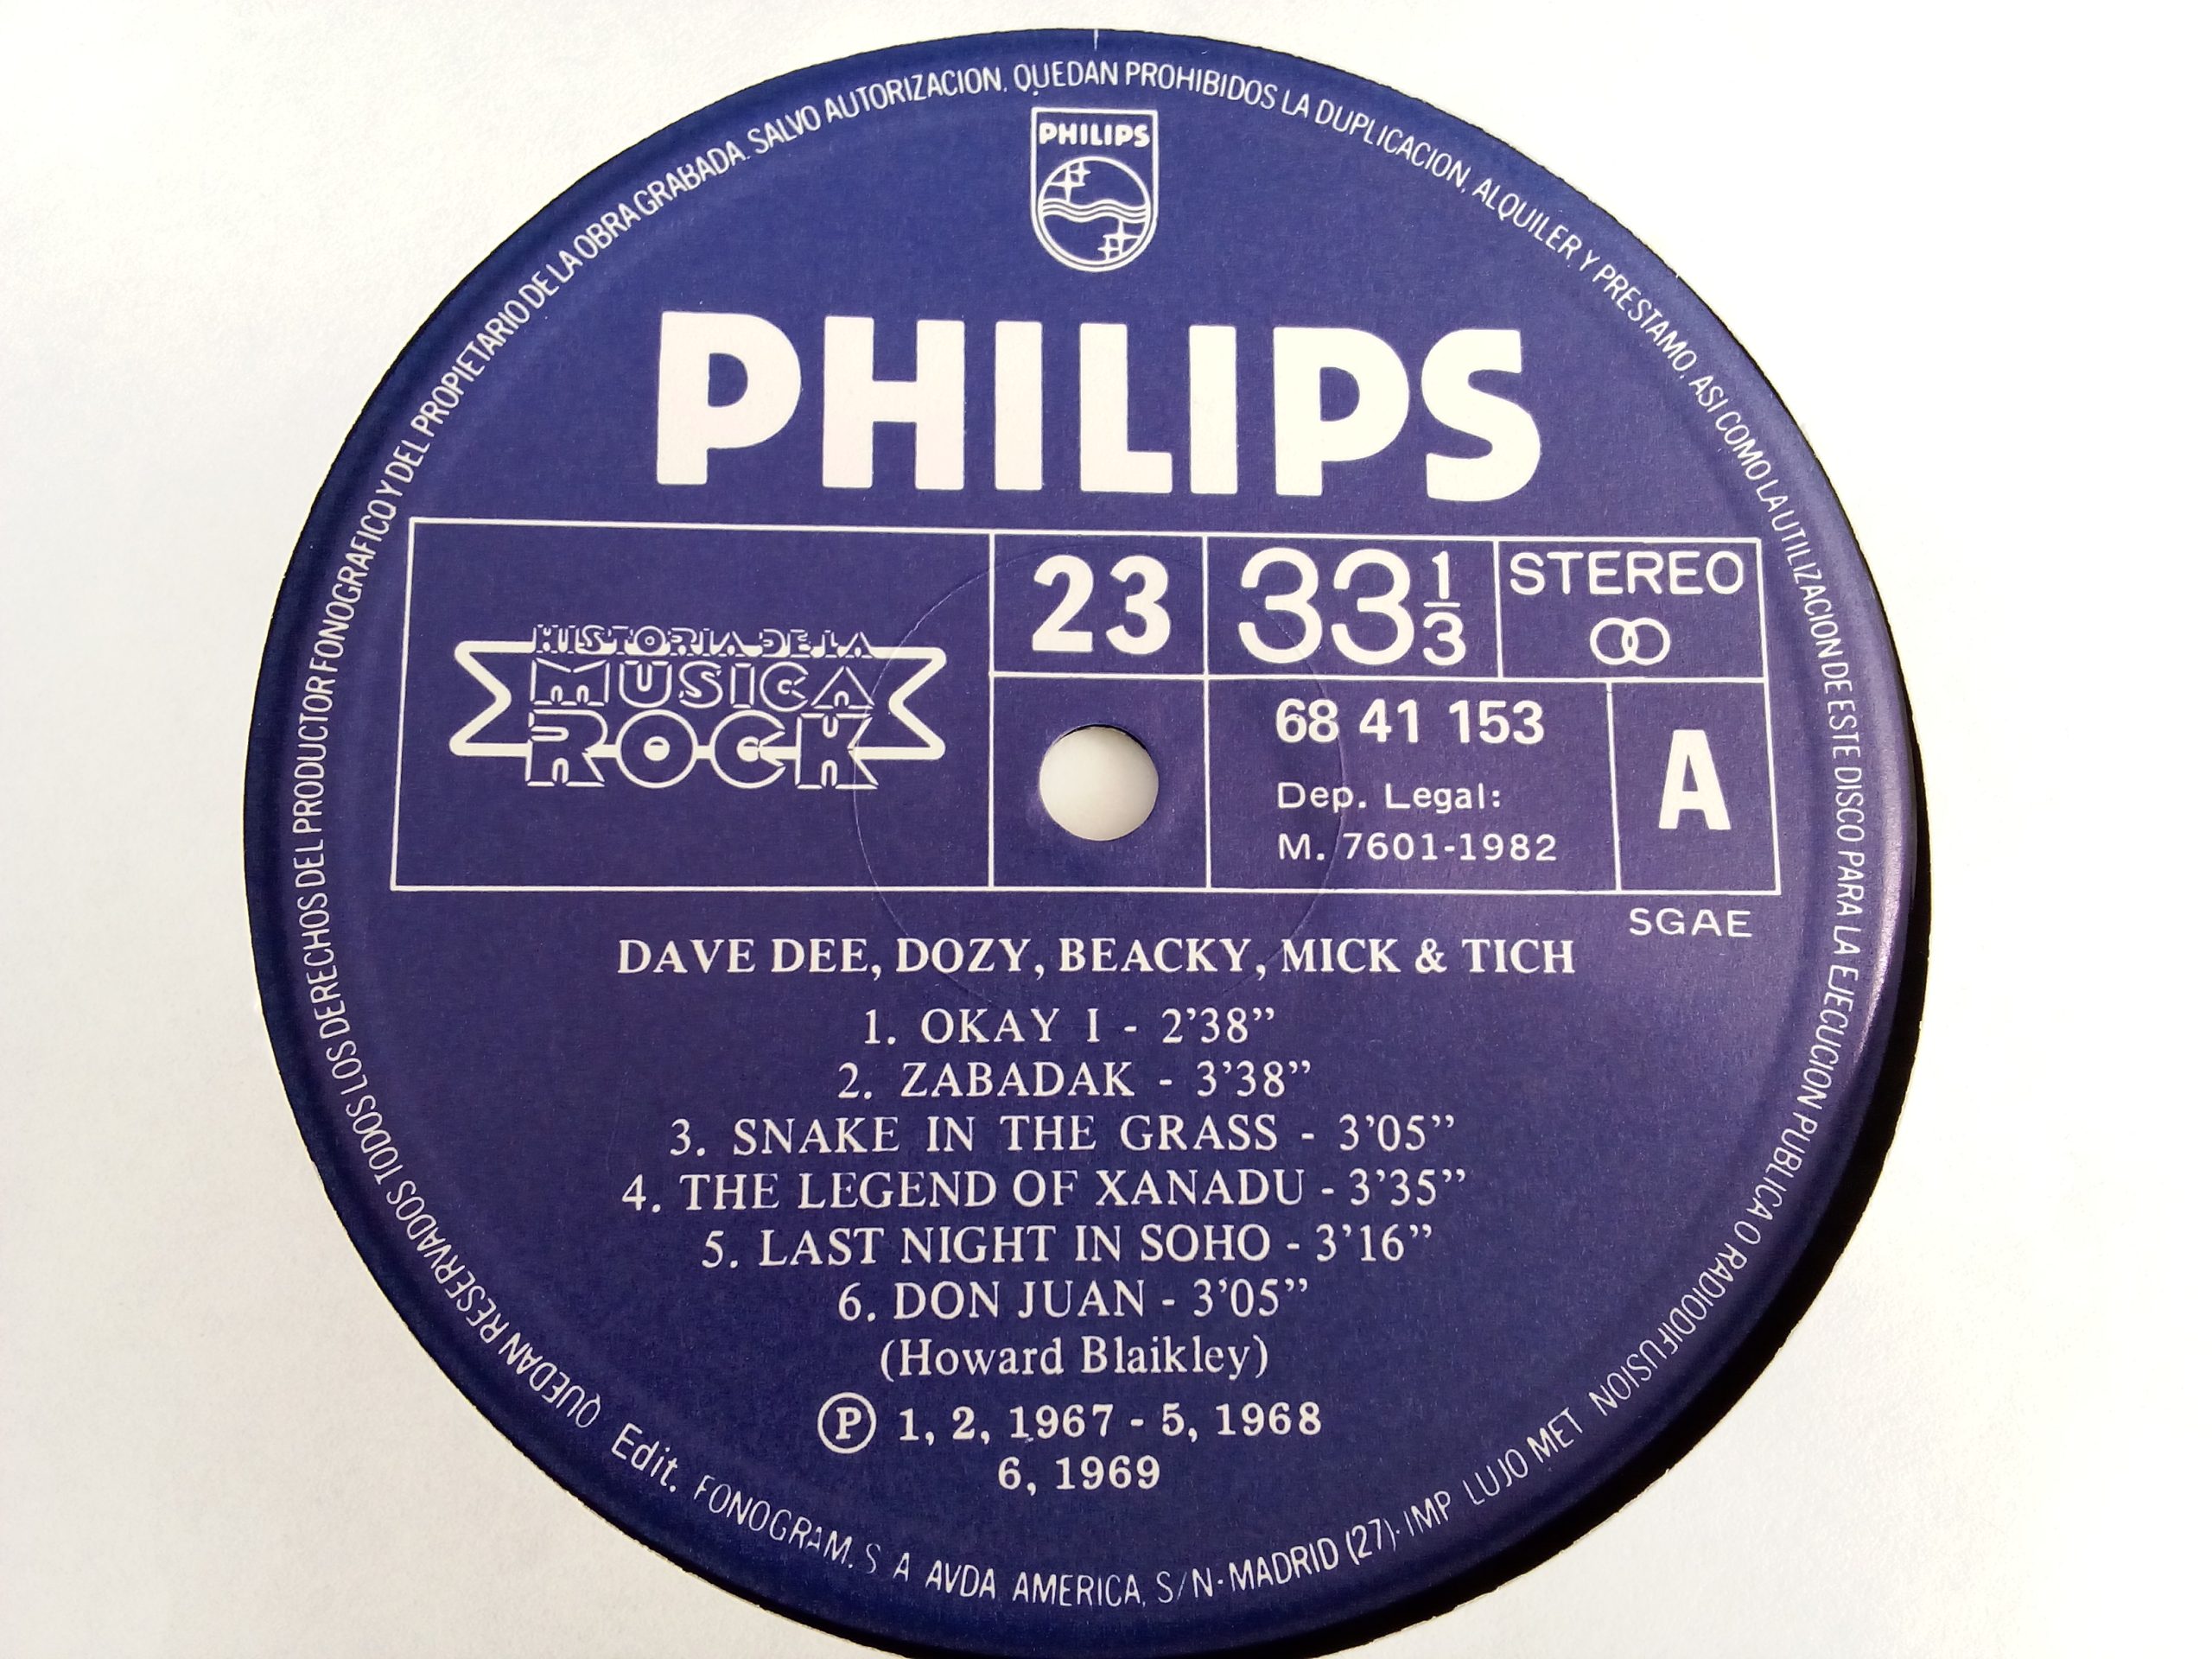 QUEDAN RESERVADOS TODOS LOS DERECHOS DEL PRODUCTOR FONOGRAFICO Y DEL PROPIETARIO DE LA OBRA GRABADA. SALVO AUTORIZACION, QUEDAN PROHIBIDOS LA DUPLICACION, ALQUILER Y PRESTAMO, ASI COMO LA UTILIZACION DE ESTE DISCO PARA LA EJECUCION PUBLICA O RADIODIFUSION
PHILIPS
PHILIPS
HISTORIA DE LA
MUSICA
ROCK
23
33 1/3
STEREO
68 41 153
Dep. Legal:
M. 7601-1982
A
SGAE
DAVE DEE, DOZY, BEACKY, MICK & TICH
1. OKAY I - 2'38”
2. ZABADAK - 3'38”
3. SNAKE IN THE GRASS - 3'05”
4. THE LEGEND OF XANADU - 3'35”
5. LAST NIGHT IN SOHO - 3'16”
6. DON JUAN - 3'05”
(Howard Blaikley)
Ⓟ 1, 2, 1967 - 5, 1968
6, 1969
Edit. FONOGRAM. S A AVDA AMERICA, S/N - MADRID (27) · IMP LUJO MET